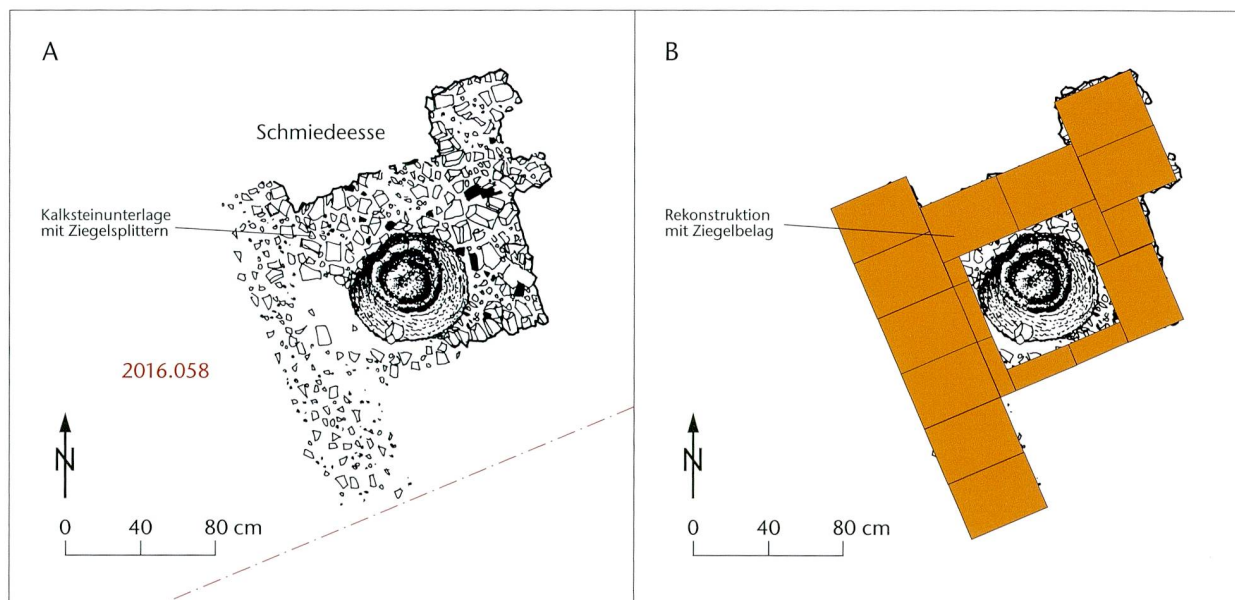 A
Schmiedeesse
Kalksteinunterlage
mit Ziegelsplittern
2016.058
N
0 40 80 cm
B
Rekonstruktion
mit Ziegelbelag
N
0 40 80 cm